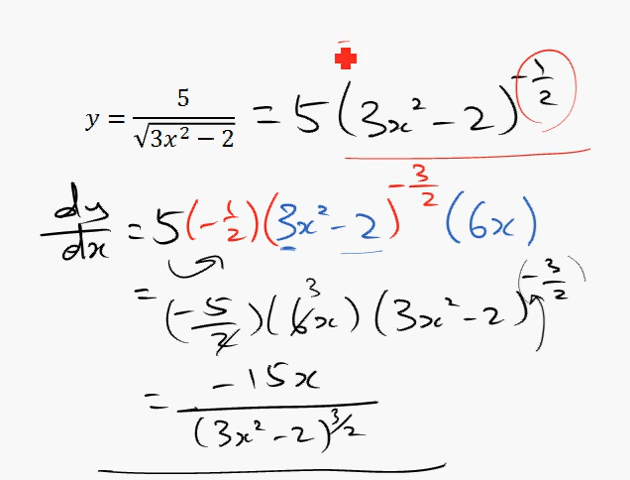 y = 5/√(3x² − 2) = 5(3x² − 2)^(−1/2)
dy/dx = 5(−1/2)(3x² − 2)^(−3/2) (6x)
= (−5/2)(6x)3 (3x² − 2)^(−3/2)
= −15x/(3x² − 2)^(3/2)